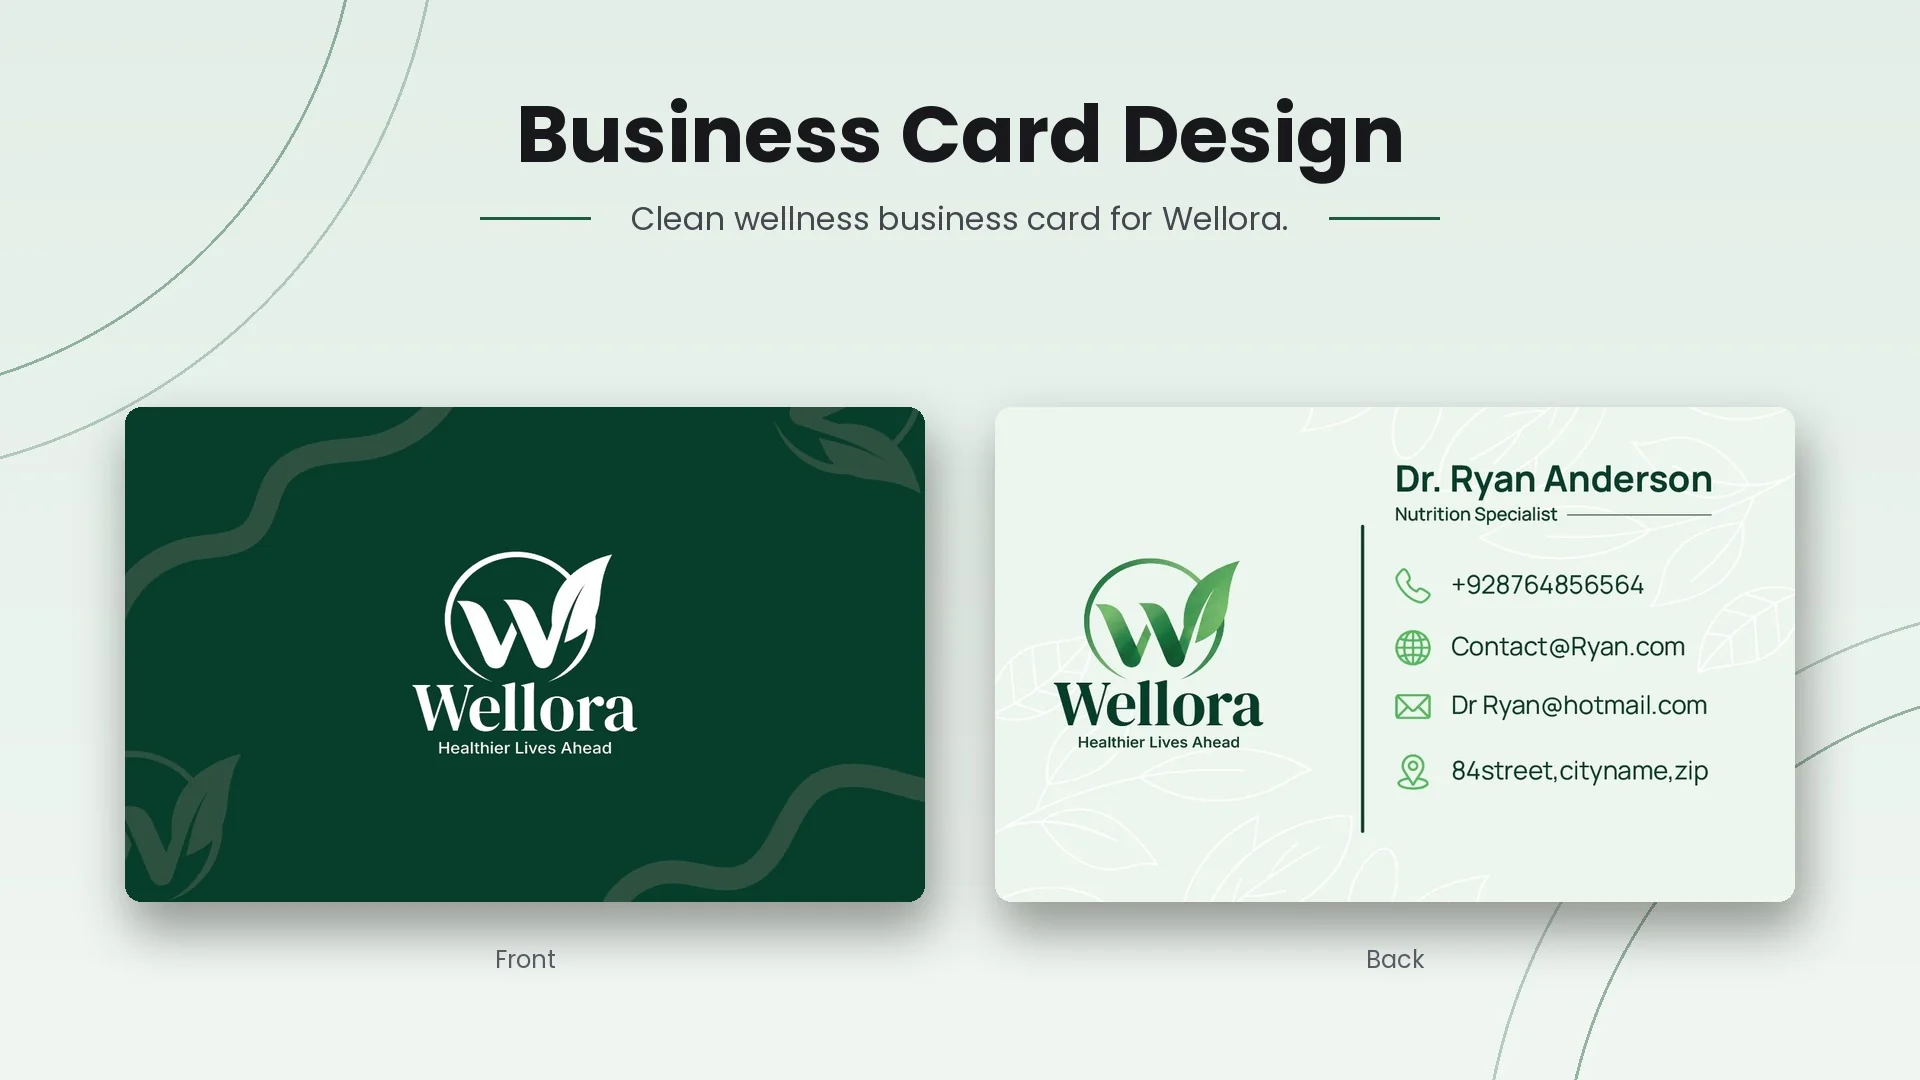 Business Card Design
Clean wellness business card for Wellora.
Wellora
Healthier Lives Ahead
Front
Wellora
Healthier Lives Ahead
Dr. Ryan Anderson
Nutrition Specialist
+928764856564
Contact@Ryan.com
Dr Ryan@hotmail.com
84street,cityname,zip
Back